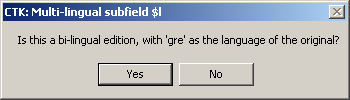 CTK: Multi-lingual subfield $l
Is this a bi-lingual edition, with 'gre' as the language of the original?
Yes
No